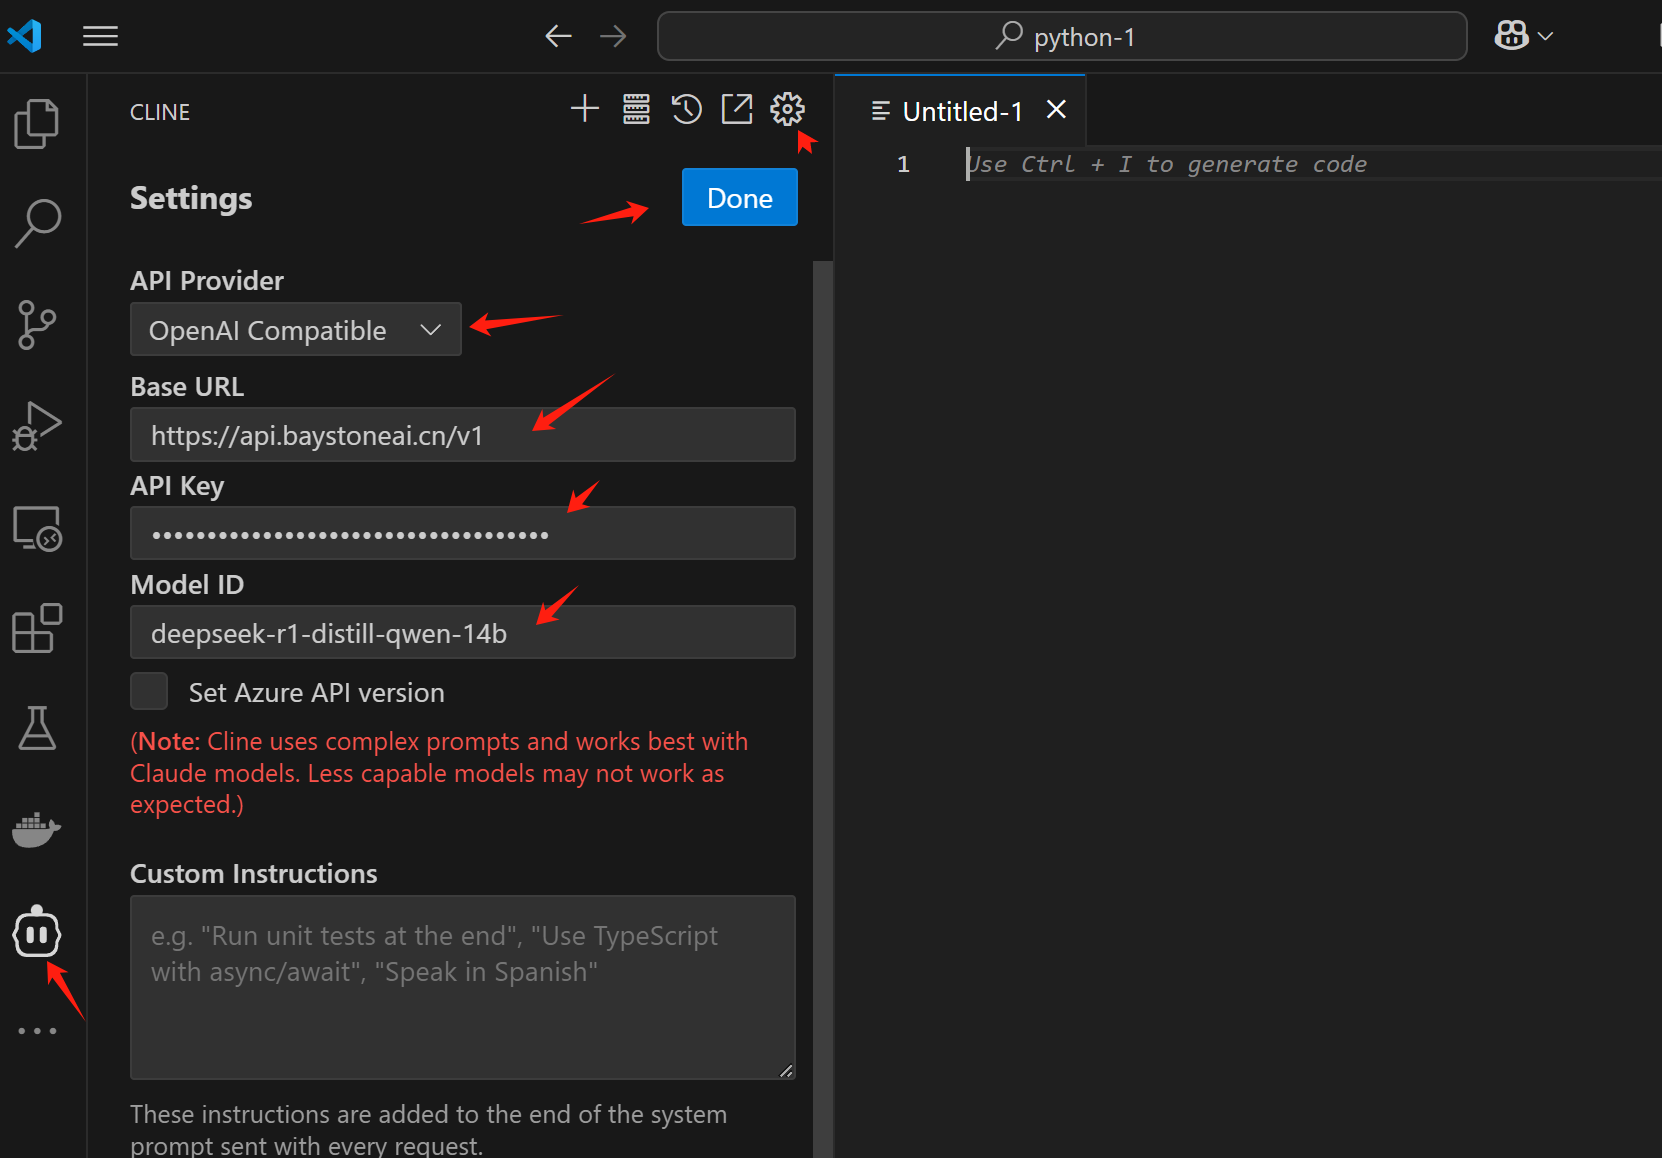 python-1
CLINE
Untitled-1
1
Use Ctrl + I to generate code
Settings
Done
API Provider
OpenAI Compatible
Base URL
https://api.baystoneai.cn/v1
API Key
••••••••••••••••••••••••••••••••••••
Model ID
deepseek-r1-distill-qwen-14b
Set Azure API version
(Note: Cline uses complex prompts and works best with
Claude models. Less capable models may not work as
expected.)
Custom Instructions
e.g. "Run unit tests at the end", "Use TypeScript
with async/await", "Speak in Spanish"
These instructions are added to the end of the system
prompt sent with every request.